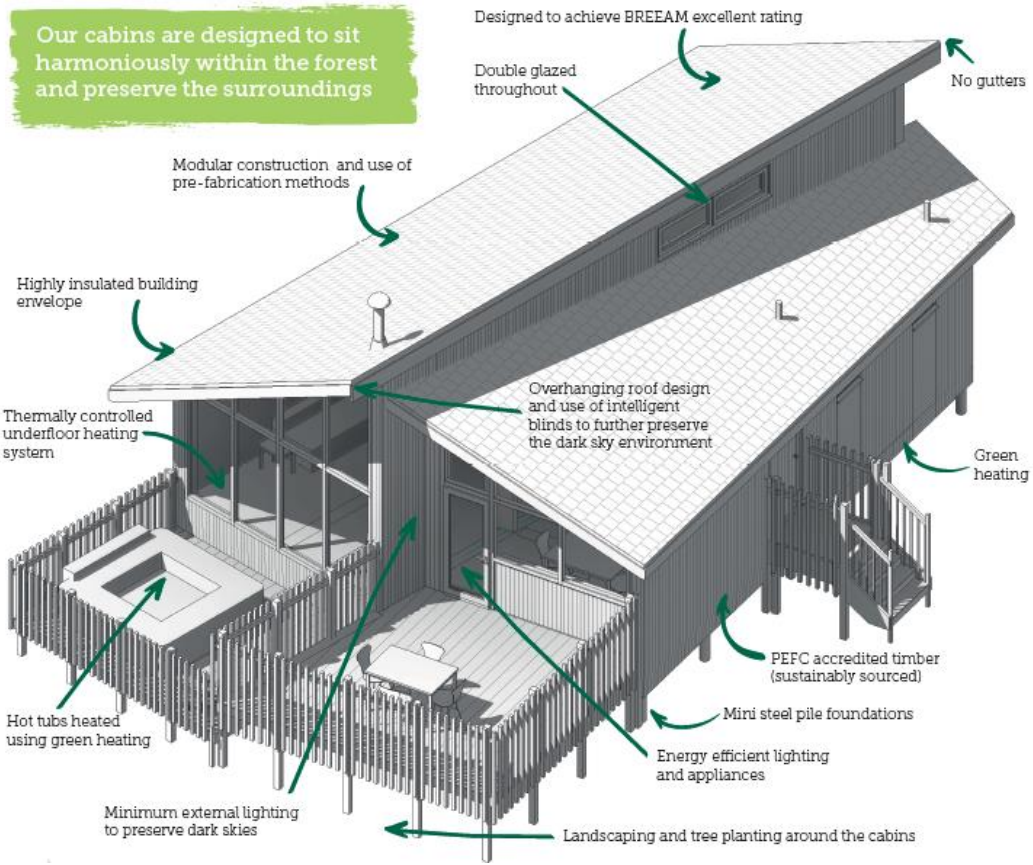 Our cabins are designed to sit
harmoniously within the forest
and preserve the surroundings
Designed to achieve BREEAM excellent rating
Double glazed
throughout
No gutters
Modular construction and use of
pre-fabrication methods
Highly insulated building
envelope
Overhanging roof design
and use of intelligent
blinds to further preserve
the dark sky environment
Thermally controlled
underfloor heating
system
Green
heating
PEFC accredited timber
(sustainably sourced)
Mini steel pile foundations
Hot tubs heated
using green heating
Energy efficient lighting
and appliances
Minimum external lighting
to preserve dark skies
Landscaping and tree planting around the cabins